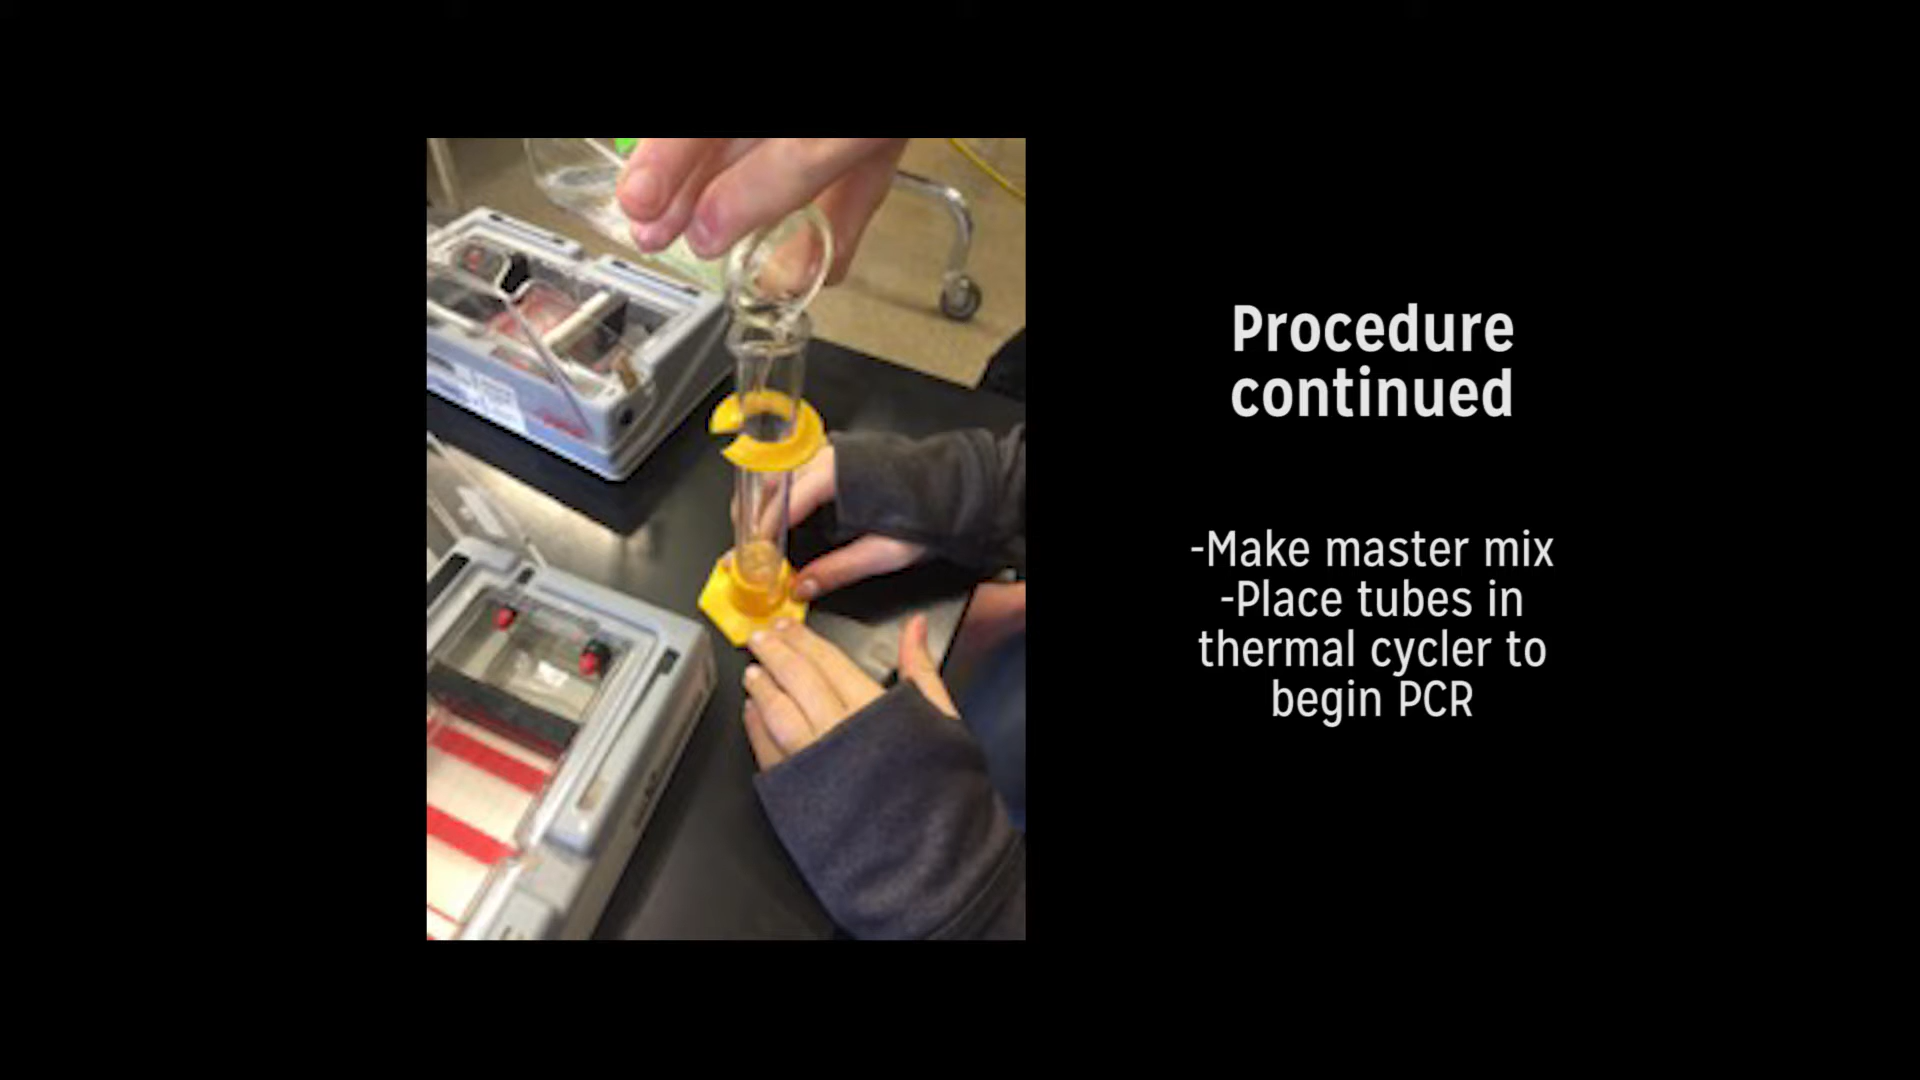 Procedure
continued
-Make master mix
-Place tubes in
thermal cycler to
begin PCR